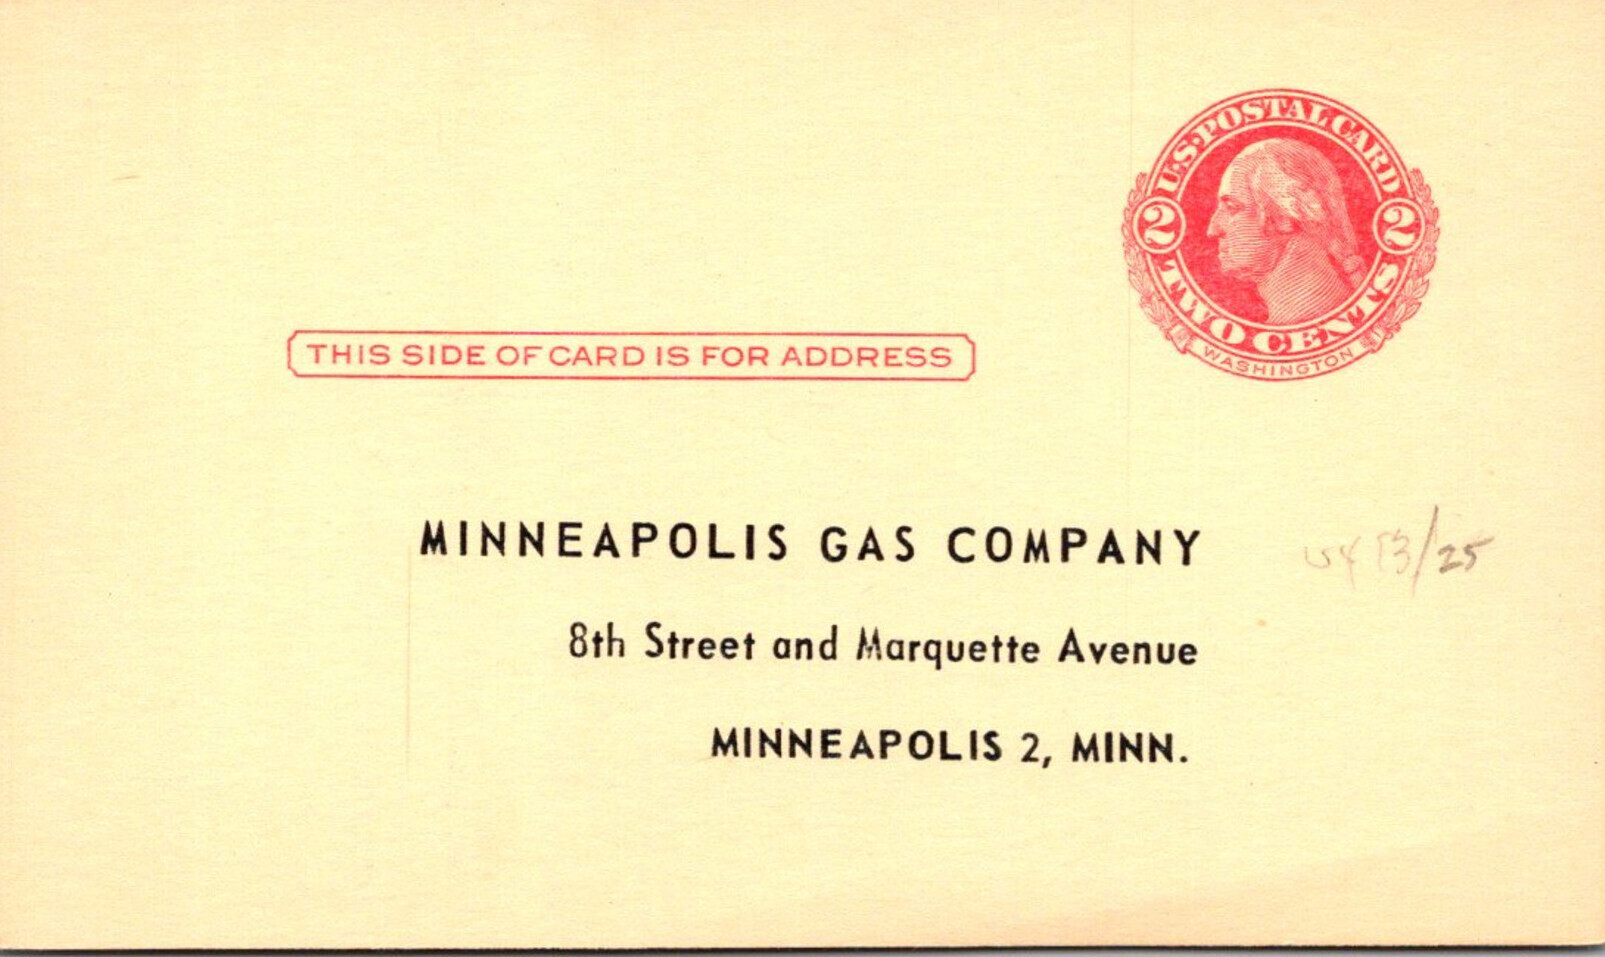 U.S. POSTAL CARD
2 2
TWO CENTS
WASHINGTON
THIS SIDE OF CARD IS FOR ADDRESS
MINNEAPOLIS GAS COMPANY
/25
8th Street and Marquette Avenue
MINNEAPOLIS 2, MINN.